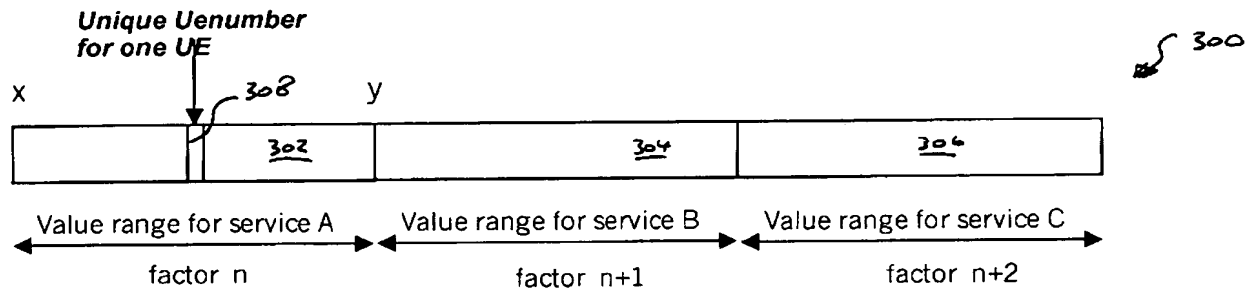 Unique Uenumber
for one UE
300
x
308
y
302
304
306
Value range for service A
Value range for service B
Value range for service C
factor n
factor n+1
factor n+2